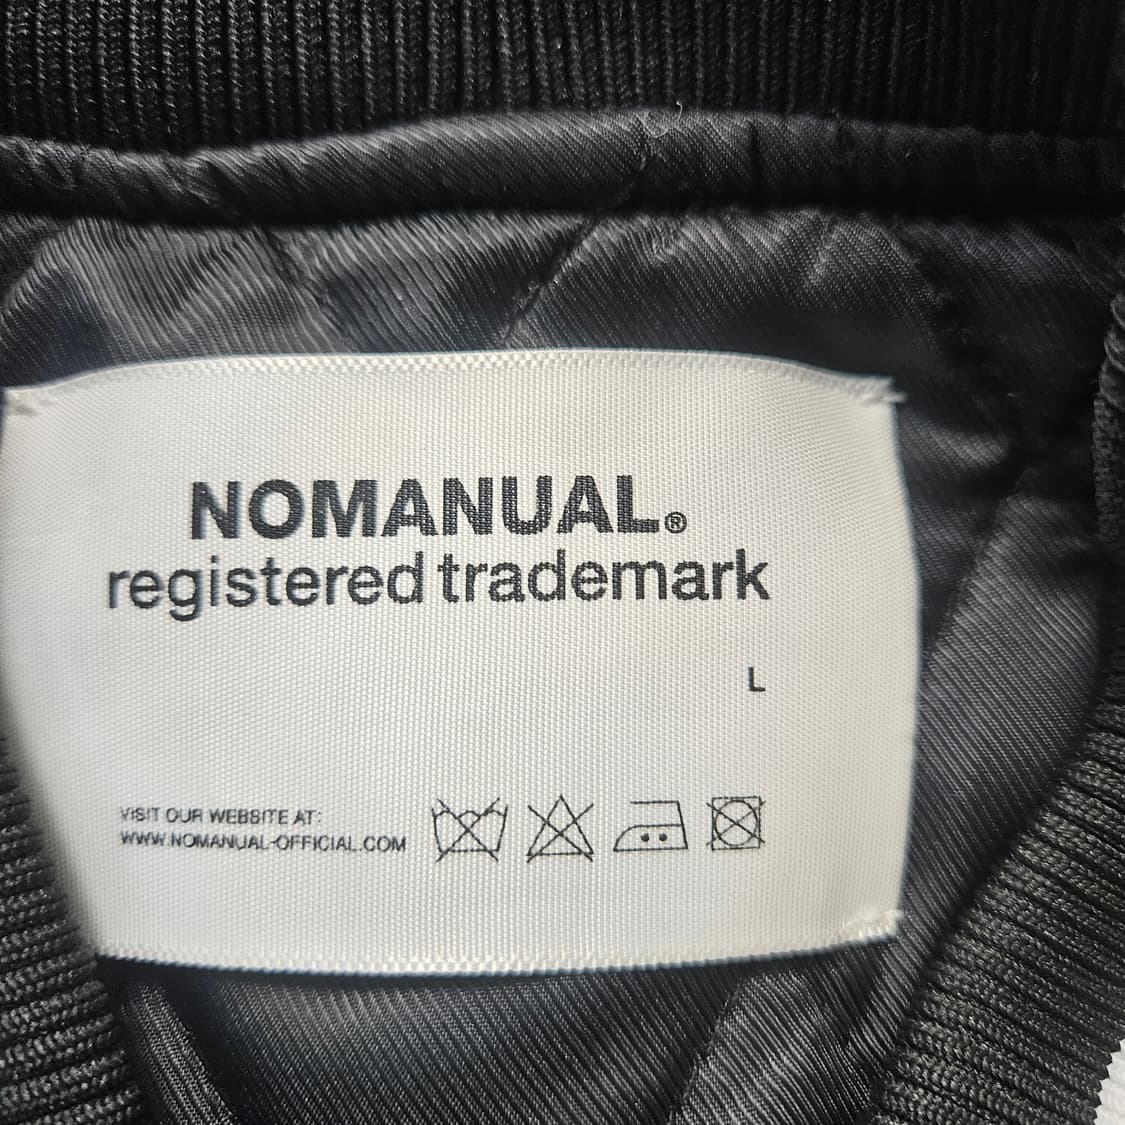 NOMANUAL®
registered trademark
L
VISIT OUR WEBSITE AT:
WWW.NOMANUAL-OFFICIAL.COM